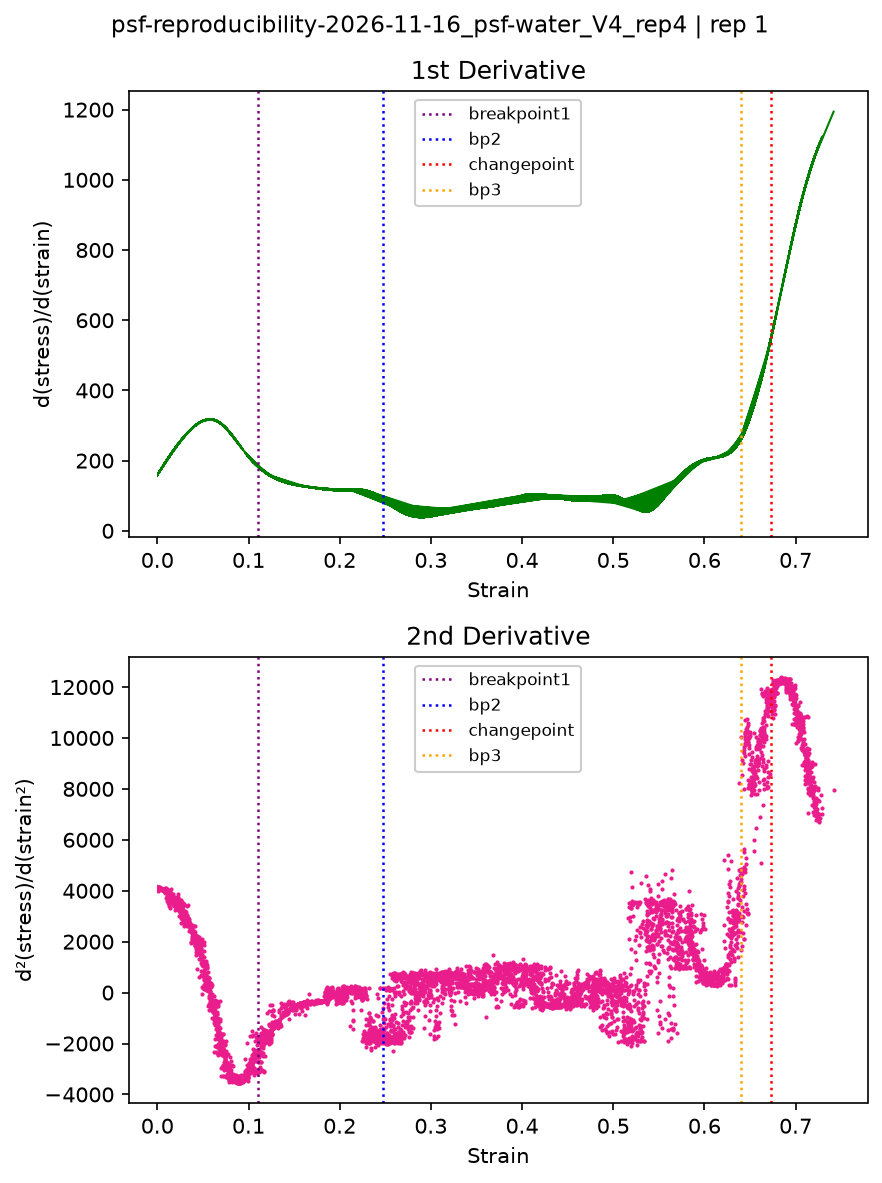 psf-reproducibility-2026-11-16_psf-water_V4_rep4 | rep 1
1st Derivative
breakpoint1
bp2
changepoint
bp3
1200
1000
800
600
400
200
0
d(stress)/d(strain)
0.0 0.1 0.2 0.3 0.4 0.5 0.6 0.7
Strain
2nd Derivative
breakpoint1
bp2
changepoint
bp3
12000
10000
8000
6000
4000
2000
0
−2000
−4000
d²(stress)/d(strain²)
0.0 0.1 0.2 0.3 0.4 0.5 0.6 0.7
Strain